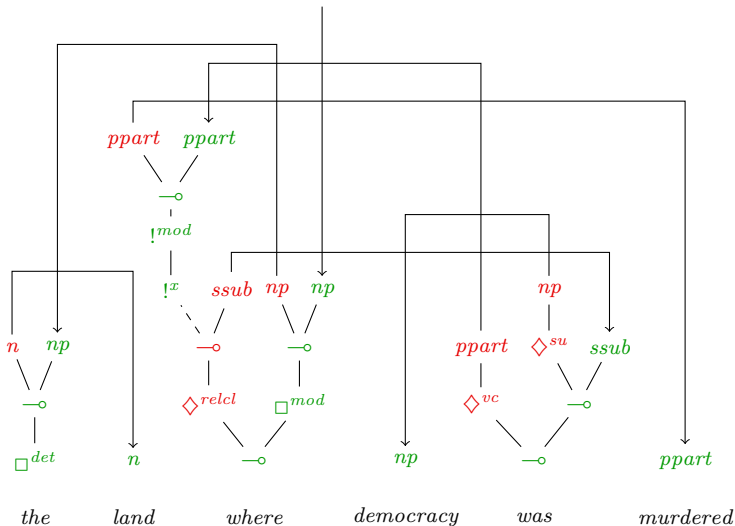 ppart ppart
⊸
!mod
!x ssub np np np
n np ⊸ ⊸ ppart ◇su ssub
⊸ ◇relcl □mod ◇vc ⊸
□det n ⊸ np ⊸ ppart
the land where democracy was murdered